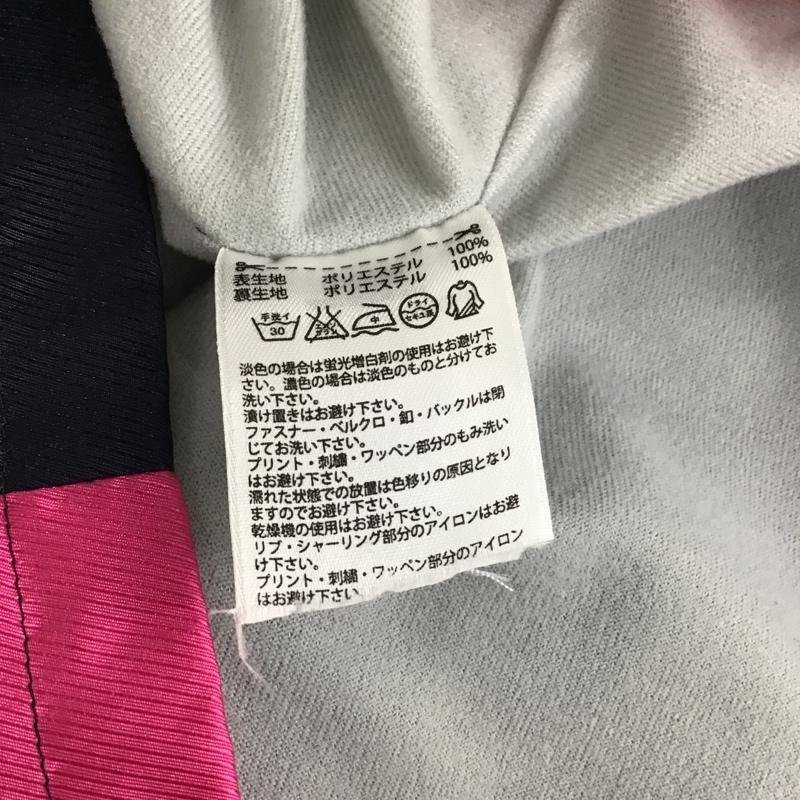 表生地 ポリエステル 100%
裏生地 ポリエステル 100%
手洗イ 30 エンソサラシ 中 ドライ セキユ系
淡色の場合は蛍光増白剤の使用はお避け下
さい。濃色の場合は淡色のものと分けてお
洗い下さい。
漬け置きはお避け下さい。
ファスナー・ベルクロ・釦・バックルは閉
じてお洗い下さい。
プリント・刺繍・ワッペン部分のもみ洗い
はお避け下さい。
濡れた状態での放置は色移りの原因となり
ますのでお避け下さい。
乾燥機の使用はお避け下さい。
リブ・シャーリング部分のアイロンはお避
け下さい。
プリント・刺繍・ワッペン部分のアイロン
はお避け下さい。